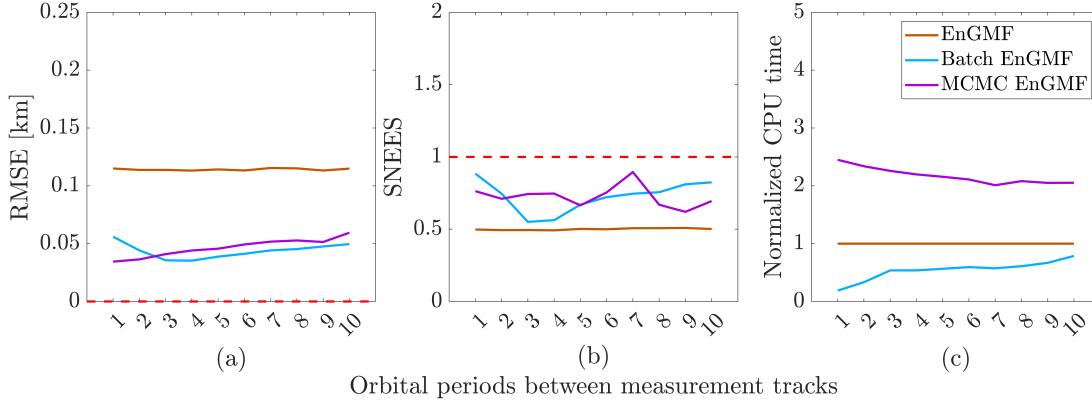 RMSE [km]
0.25
0.2
0.15
0.1
0.05
0
1 2 3 4 5 6 7 8 9 10
(a)
SNEES
2
1.5
1
0.5
0
1 2 3 4 5 6 7 8 9 10
(b)
Normalized CPU time
5
4
3
2
1
0
1 2 3 4 5 6 7 8 9 10
(c)
EnGMF
Batch EnGMF
MCMC EnGMF
Orbital periods between measurement tracks